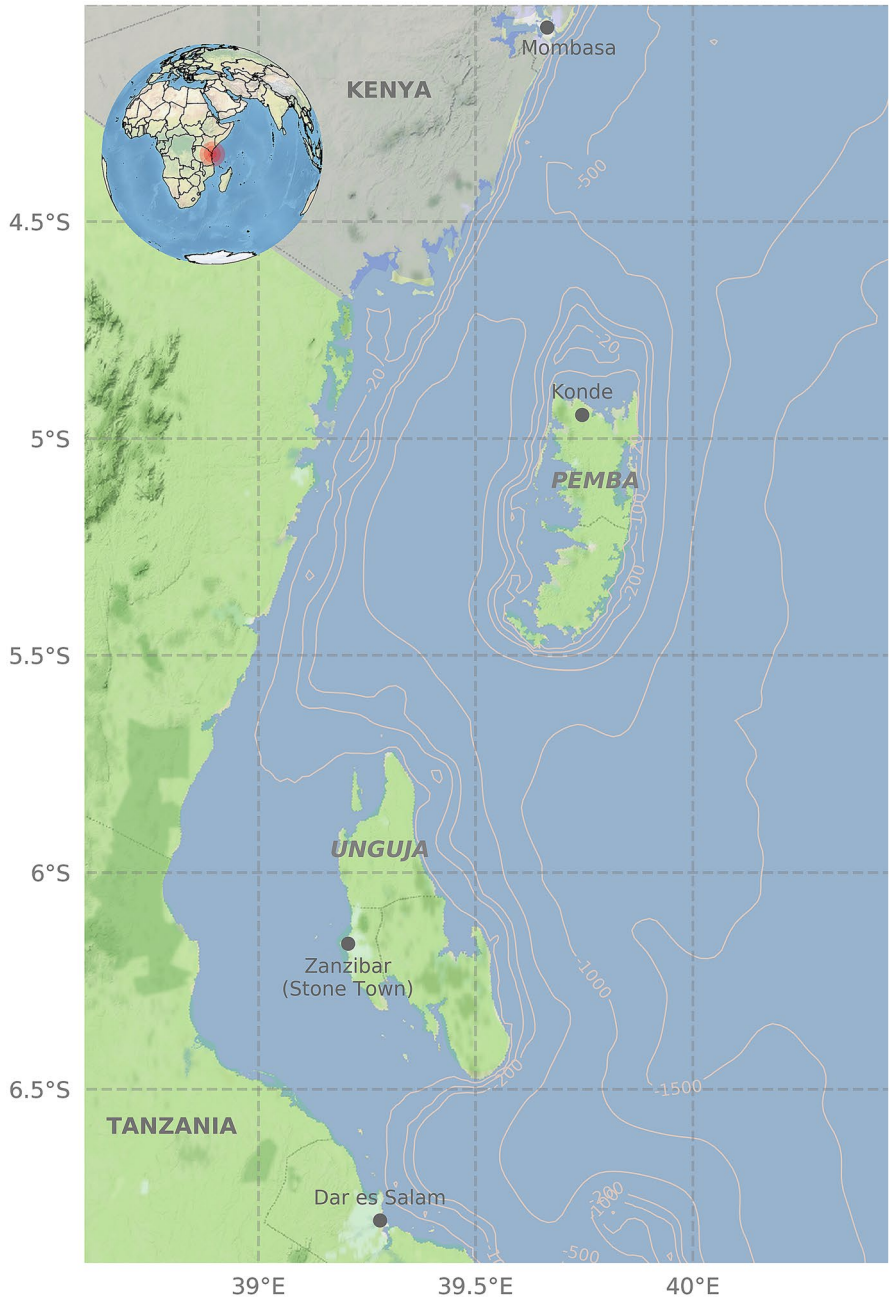 Mombasa
KENYA
-500
4.5°S
-20
-20
Konde
5°S
PEMBA
-100
-200
5.5°S
UNGUJA
6°S
Zanzibar
(Stone Town)
-1000
-200
6.5°S
-1500
TANZANIA
Dar es Salam
-500
39°E
39.5°E
40°E